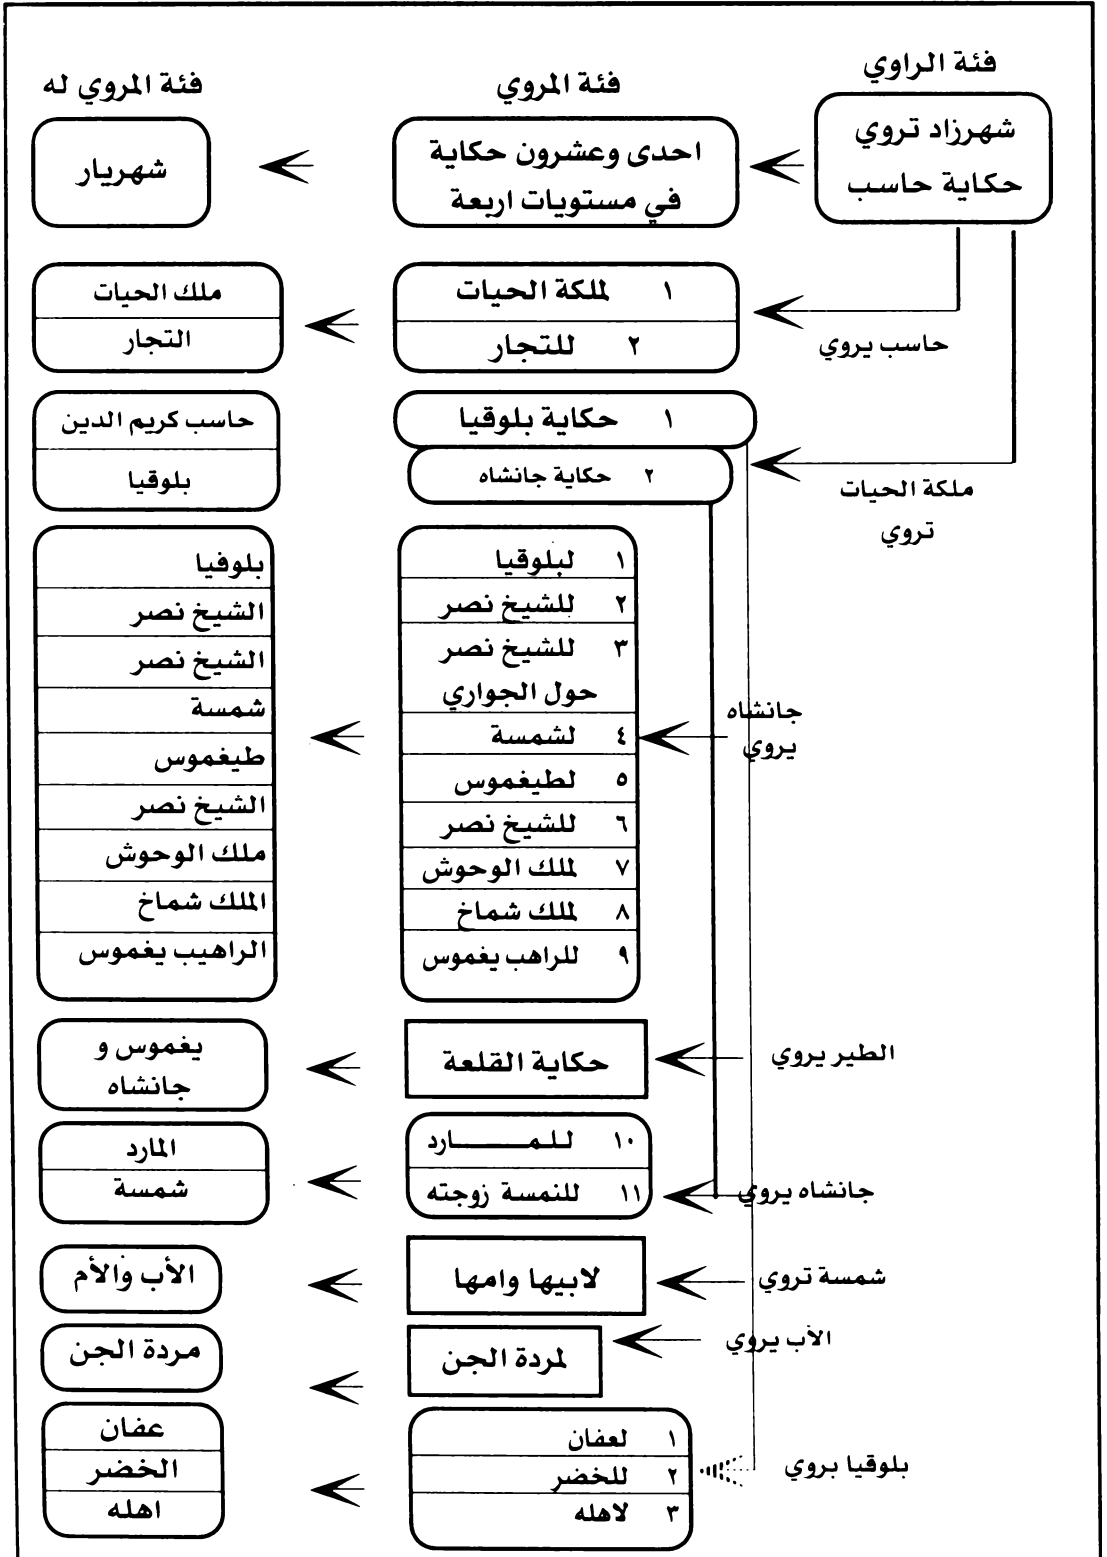 فئة الراوي
فئة المروي
فئة المروي له
شهرزاد تروي
حكاية حاسب
احدى وعشرون حكاية
في مستويات اربعة
شهريار
١ لملكة الحيات
٢ للتجار
ملك الحيات
التجار
حاسب يروي
١ حكاية بلوقيا
٢ حكاية جانشاه
حاسب كريم الدين
بلوقيا
ملكة الحيات
تروي
١ لبلوقيا
٢ للشيخ نصر
٣ للشيخ نصر
حول الجواري
٤ لشمسة
٥ لطيغموس
٦ للشيخ نصر
٧ لملك الوحوش
٨ لملك شماخ
٩ للراهب يغموس
بلوفيا
الشيخ نصر
الشيخ نصر
شمسة
طيغموس
الشيخ نصر
ملك الوحوش
الملك شماخ
الراهيب يغموس
جانشاه
يروي
الطير يروي
حكاية القلعة
يغموس و
جانشاه
١٠ للمـــــارد
١١ للنمسة زوجته
المارد
شمسة
جانشاه يروي
شمسة تروي
لابيها وامها
الأب والأم
الأب يروي
لمردة الجن
مردة الجن
١ لعفان
٢ للخضر
٣ لاهله
عفان
الخضر
اهله
بلوقيا بروي